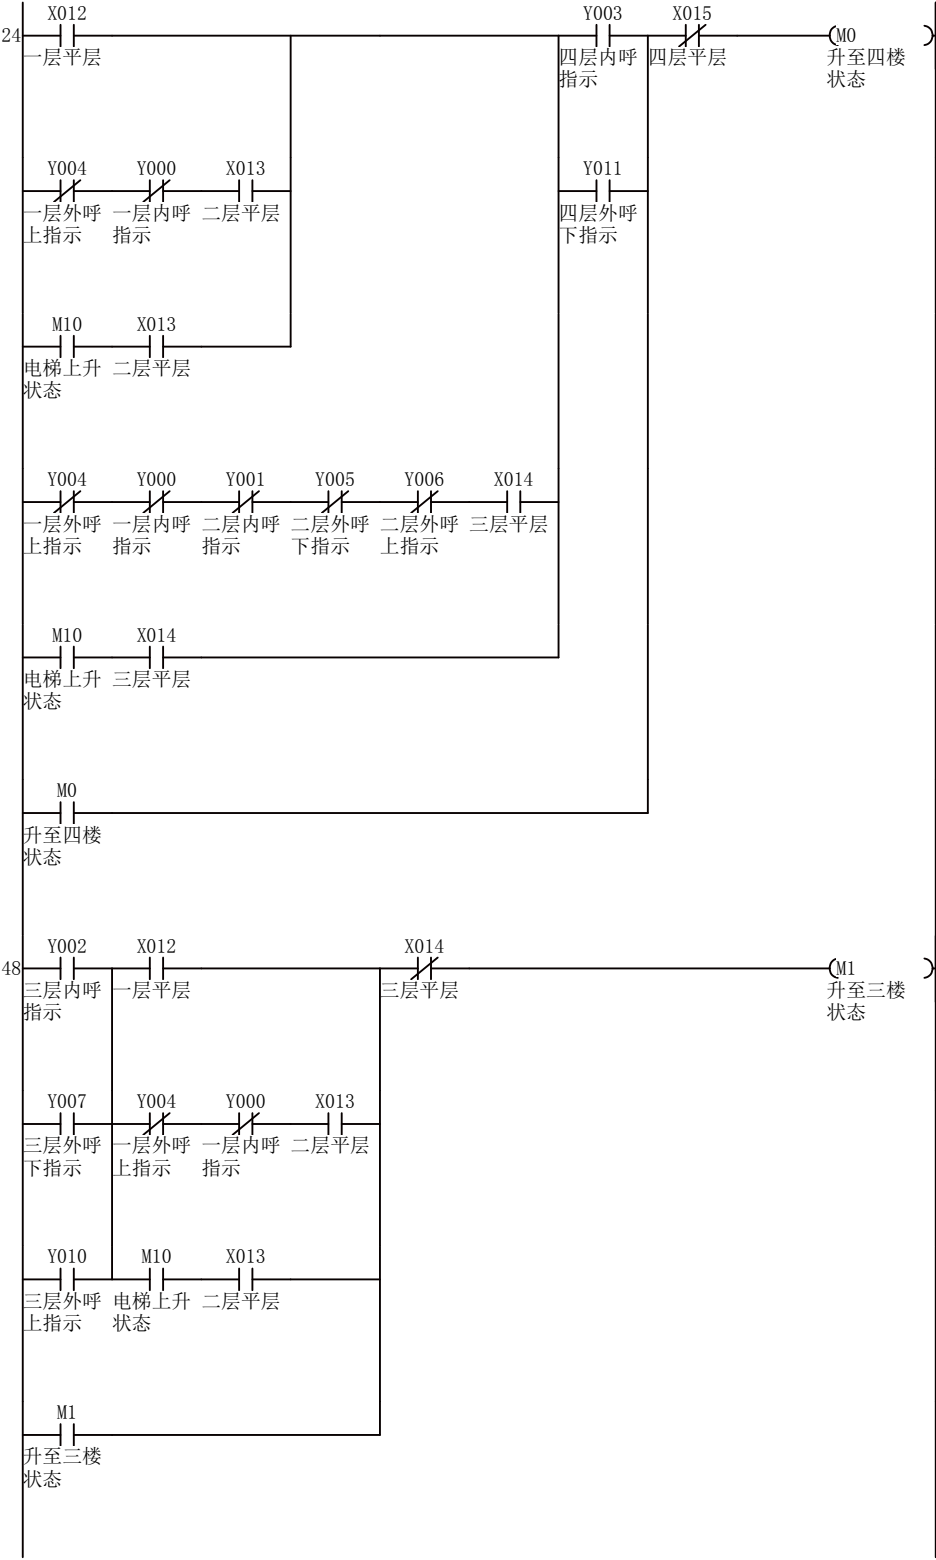 X012 Y003 X015
24 (M0 )
一层平层 四层内呼 四层平层 升至四楼
指示 状态
Y004 Y000 X013 Y011
一层外呼 一层内呼 二层平层 四层外呼
上指示 指示 下指示
M10 X013
电梯上升 二层平层
状态
Y004 Y000 Y001 Y005 Y006 X014
一层外呼 一层内呼 二层内呼 二层外呼 二层外呼 三层平层
上指示 指示 指示 下指示 上指示
M10 X014
电梯上升 三层平层
状态
M0
升至四楼
状态
Y002 X012 X014
48 (M1 )
三层内呼 一层平层 三层平层 升至三楼
指示 状态
Y007 Y004 Y000 X013
三层外呼 一层外呼 一层内呼 二层平层
下指示 上指示 指示
Y010 M10 X013
三层外呼 电梯上升 二层平层
上指示 状态
M1
升至三楼
状态